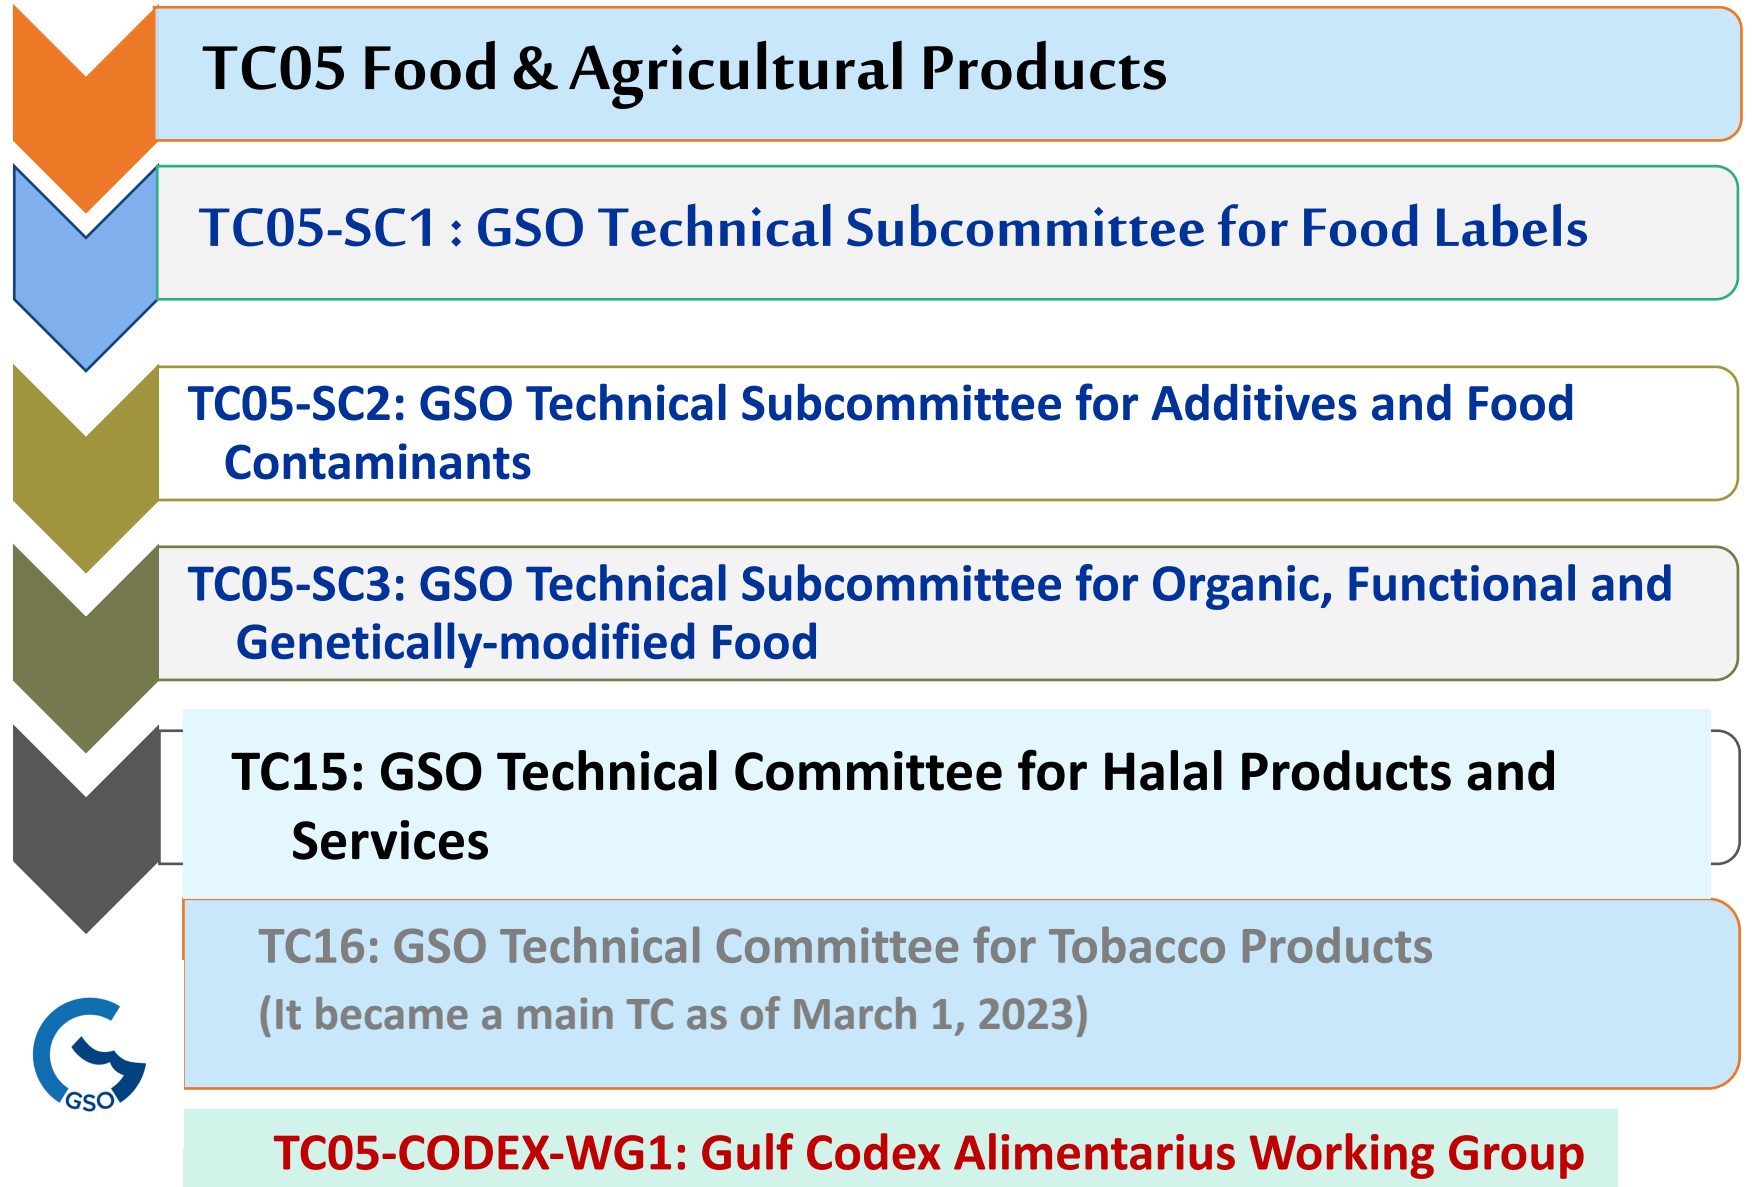 TC05 Food & Agricultural Products
TC05-SC1 : GSO Technical Subcommittee for Food Labels
TC05-SC2: GSO Technical Subcommittee for Additives and Food
Contaminants
TC05-SC3: GSO Technical Subcommittee for Organic, Functional and
Genetically-modified Food
TC15: GSO Technical Committee for Halal Products and
Services
TC16: GSO Technical Committee for Tobacco Products
(It became a main TC as of March 1, 2023)
GSO
TC05-CODEX-WG1: Gulf Codex Alimentarius Working Group